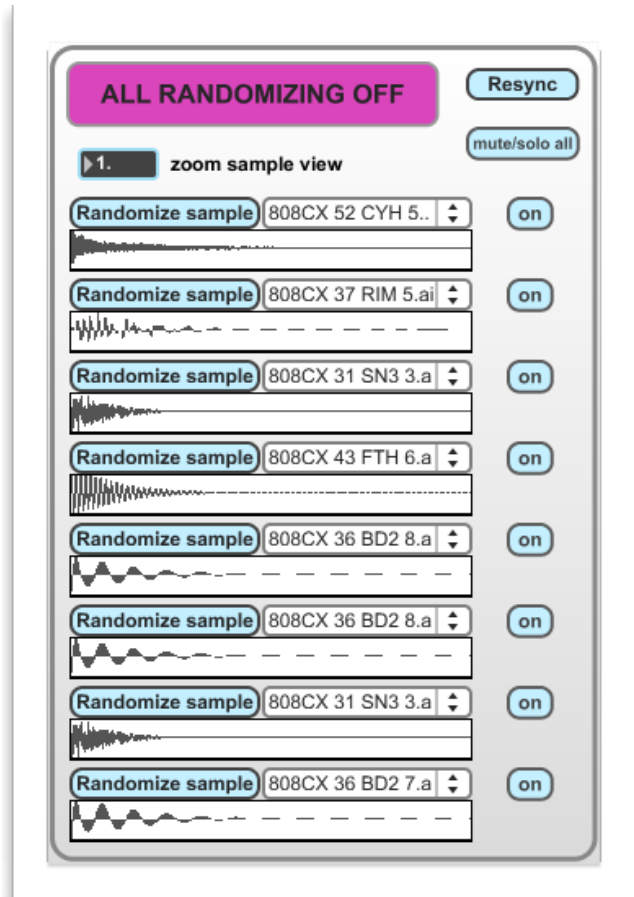 ALL RANDOMIZING OFF
Resync
mute/solo all
1. zoom sample view
Randomize sample 808CX 52 CYH 5.. on
Randomize sample 808CX 37 RIM 5.ai on
Randomize sample 808CX 31 SN3 3.a on
Randomize sample 808CX 43 FTH 6.a on
Randomize sample 808CX 36 BD2 8.a on
Randomize sample 808CX 36 BD2 8.a on
Randomize sample 808CX 31 SN3 3.a on
Randomize sample 808CX 36 BD2 7.a on